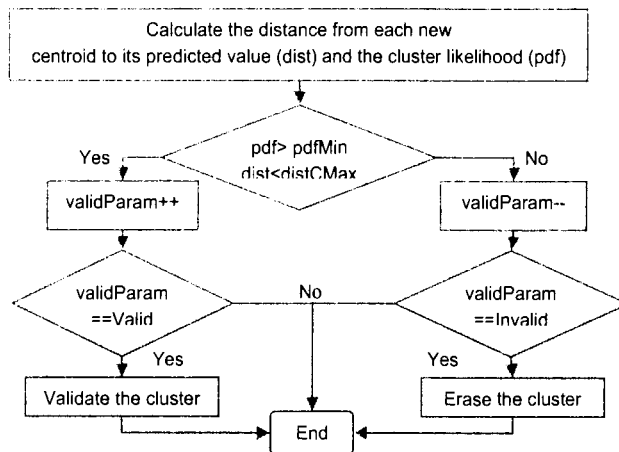 Calculate the distance from each new
centroid to its predicted value (dist) and the cluster likelihood (pdf)
pdf> pdfMin
dist<distCMax
Yes
No
validParam++
validParam--
validParam
==Valid
No
validParam
==Invalid
Yes
Yes
Validate the cluster
Erase the cluster
End